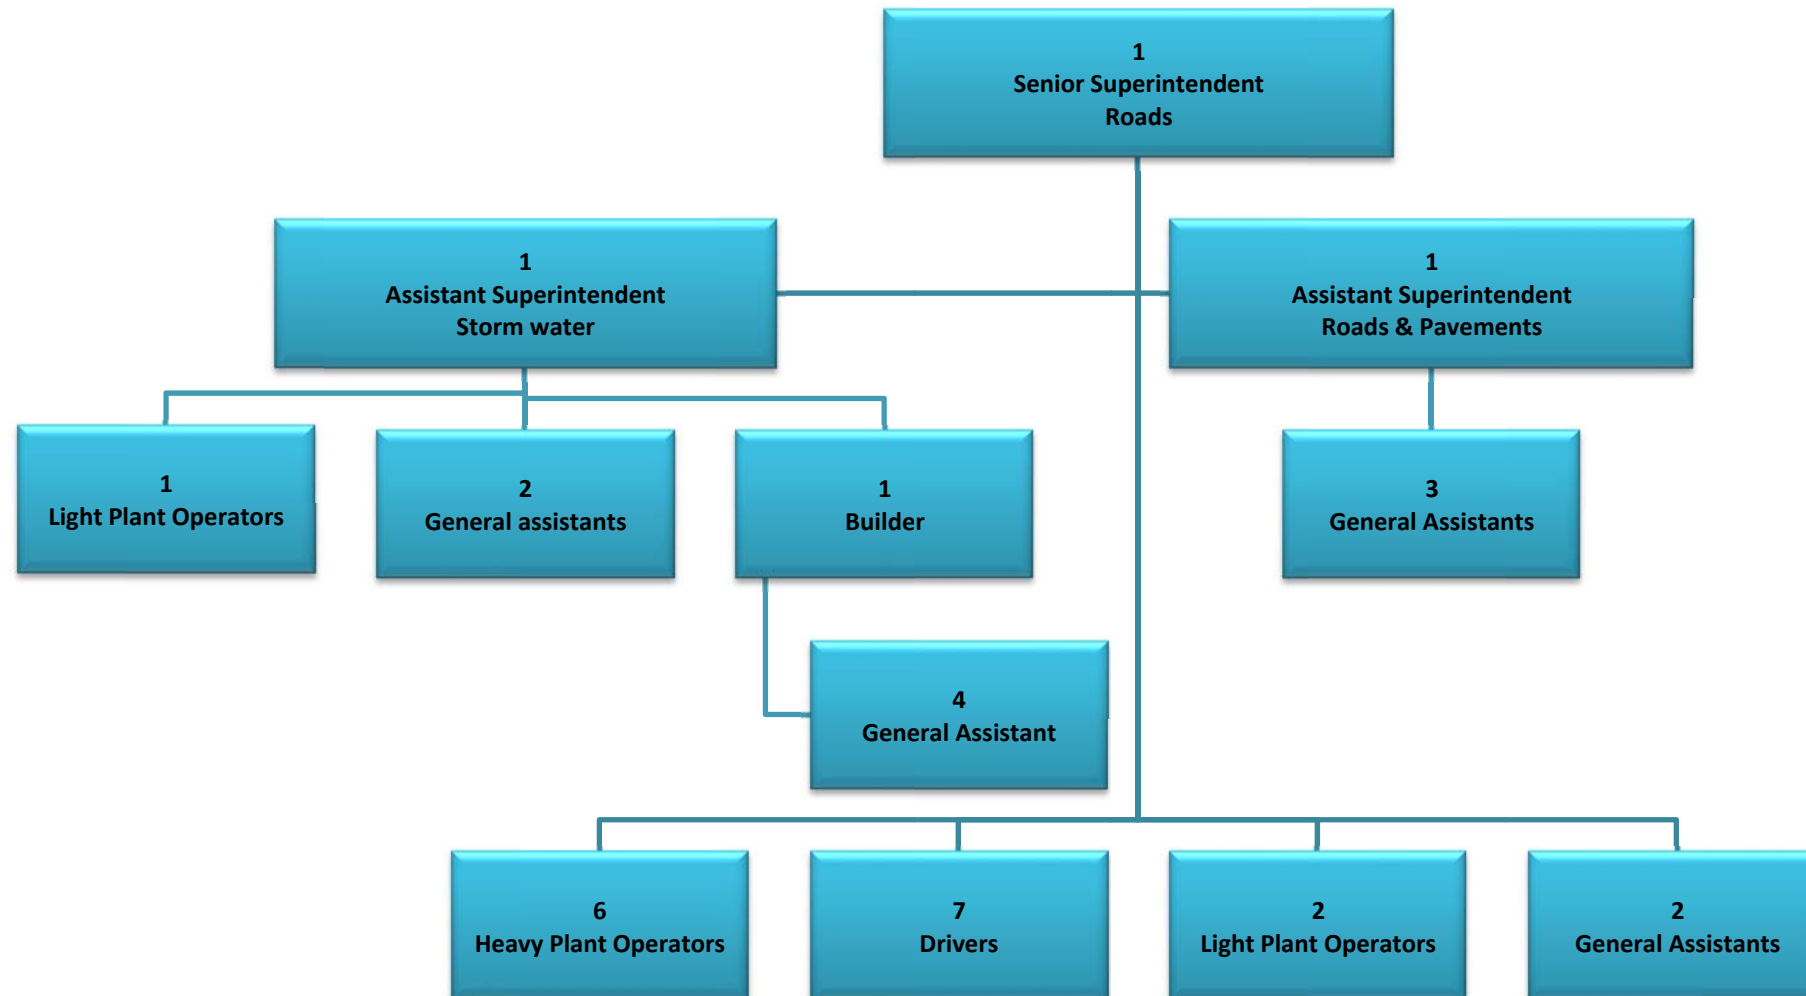 1
Senior Superintendent
Roads
1
Assistant Superintendent
Storm water
1
Assistant Superintendent
Roads & Pavements
1
Light Plant Operators
2
General assistants
1
Builder
3
General Assistants
4
General Assistant
6
Heavy Plant Operators
7
Drivers
2
Light Plant Operators
2
General Assistants